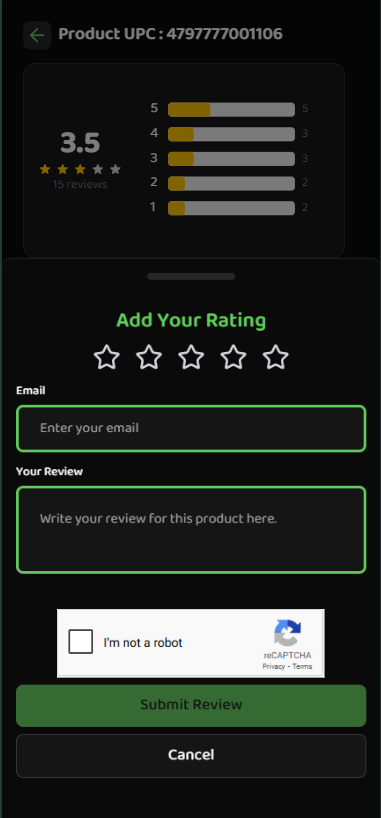 Product UPC : 4797777001106
3.5
15 reviews
5 5
4 3
3 3
2 2
1 2
Add Your Rating
Email
Enter your email
Your Review
Write your review for this product here.
I'm not a robot
reCAPTCHA
Privacy - Terms
Submit Review
Cancel